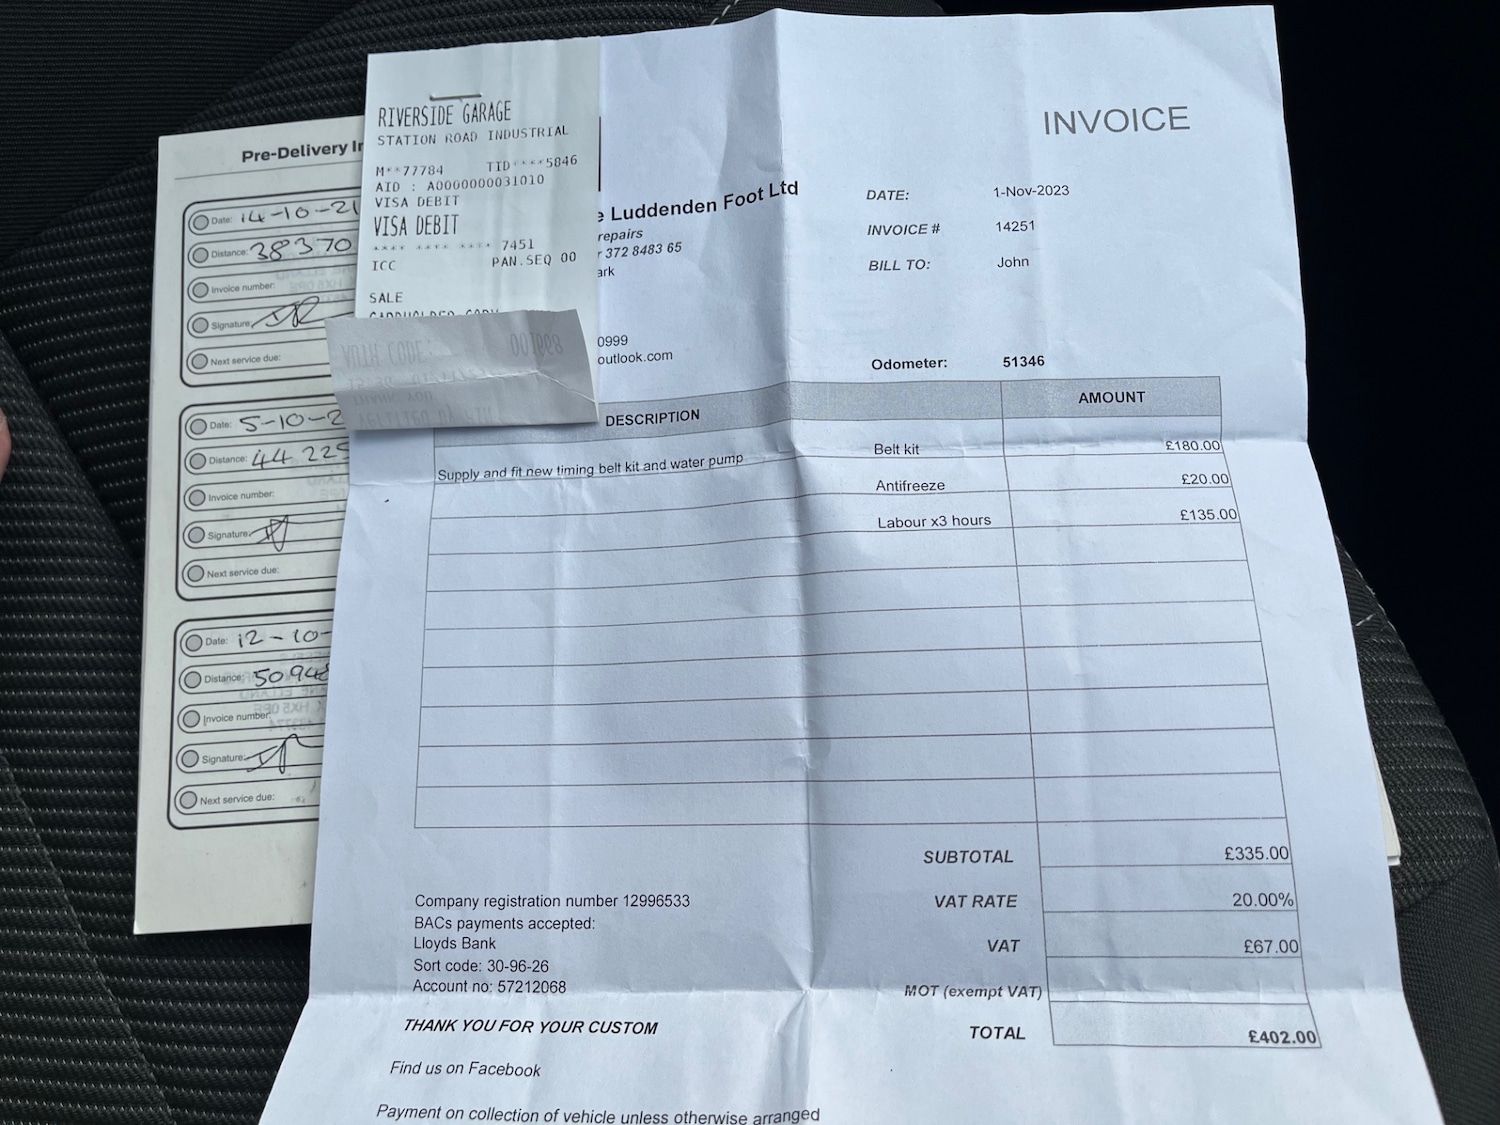 Pre-Delivery
Date: 14-10-21
Distance: 38370
Invoice number:
Signature:
Next service due:
Date: 5-10-2
Distance: 44225
Invoice number:
Signature:
Next service due:
Date: 12-10-
Distance: 50948
Invoice number:
Signature:
Next service due:
RIVERSIDE GARAGE
STATION ROAD INDUSTRIAL
M**77784 TID****5846
AID : A0000000031010
VISA DEBIT
VISA DEBIT
**** **** **** 7451
ICC PAN.SEQ 00
SALE
CARDHOLDER COPY
AUTH CODE:
INVOICE
e Luddenden Foot Ltd
repairs
r 372 8483 65
ark
0999
outlook.com
DATE: 1-Nov-2023
INVOICE # 14251
BILL TO: John
Odometer: 51346
DESCRIPTION AMOUNT
Supply and fit new timing belt kit and water pump Belt kit £180.00
Antifreeze £20.00
Labour x3 hours £135.00
SUBTOTAL £335.00
VAT RATE 20.00%
VAT £67.00
MOT (exempt VAT)
TOTAL £402.00
Company registration number 12996533
BACs payments accepted:
Lloyds Bank
Sort code: 30-96-26
Account no: 57212068
THANK YOU FOR YOUR CUSTOM
Find us on Facebook
Payment on collection of vehicle unless otherwise arranged